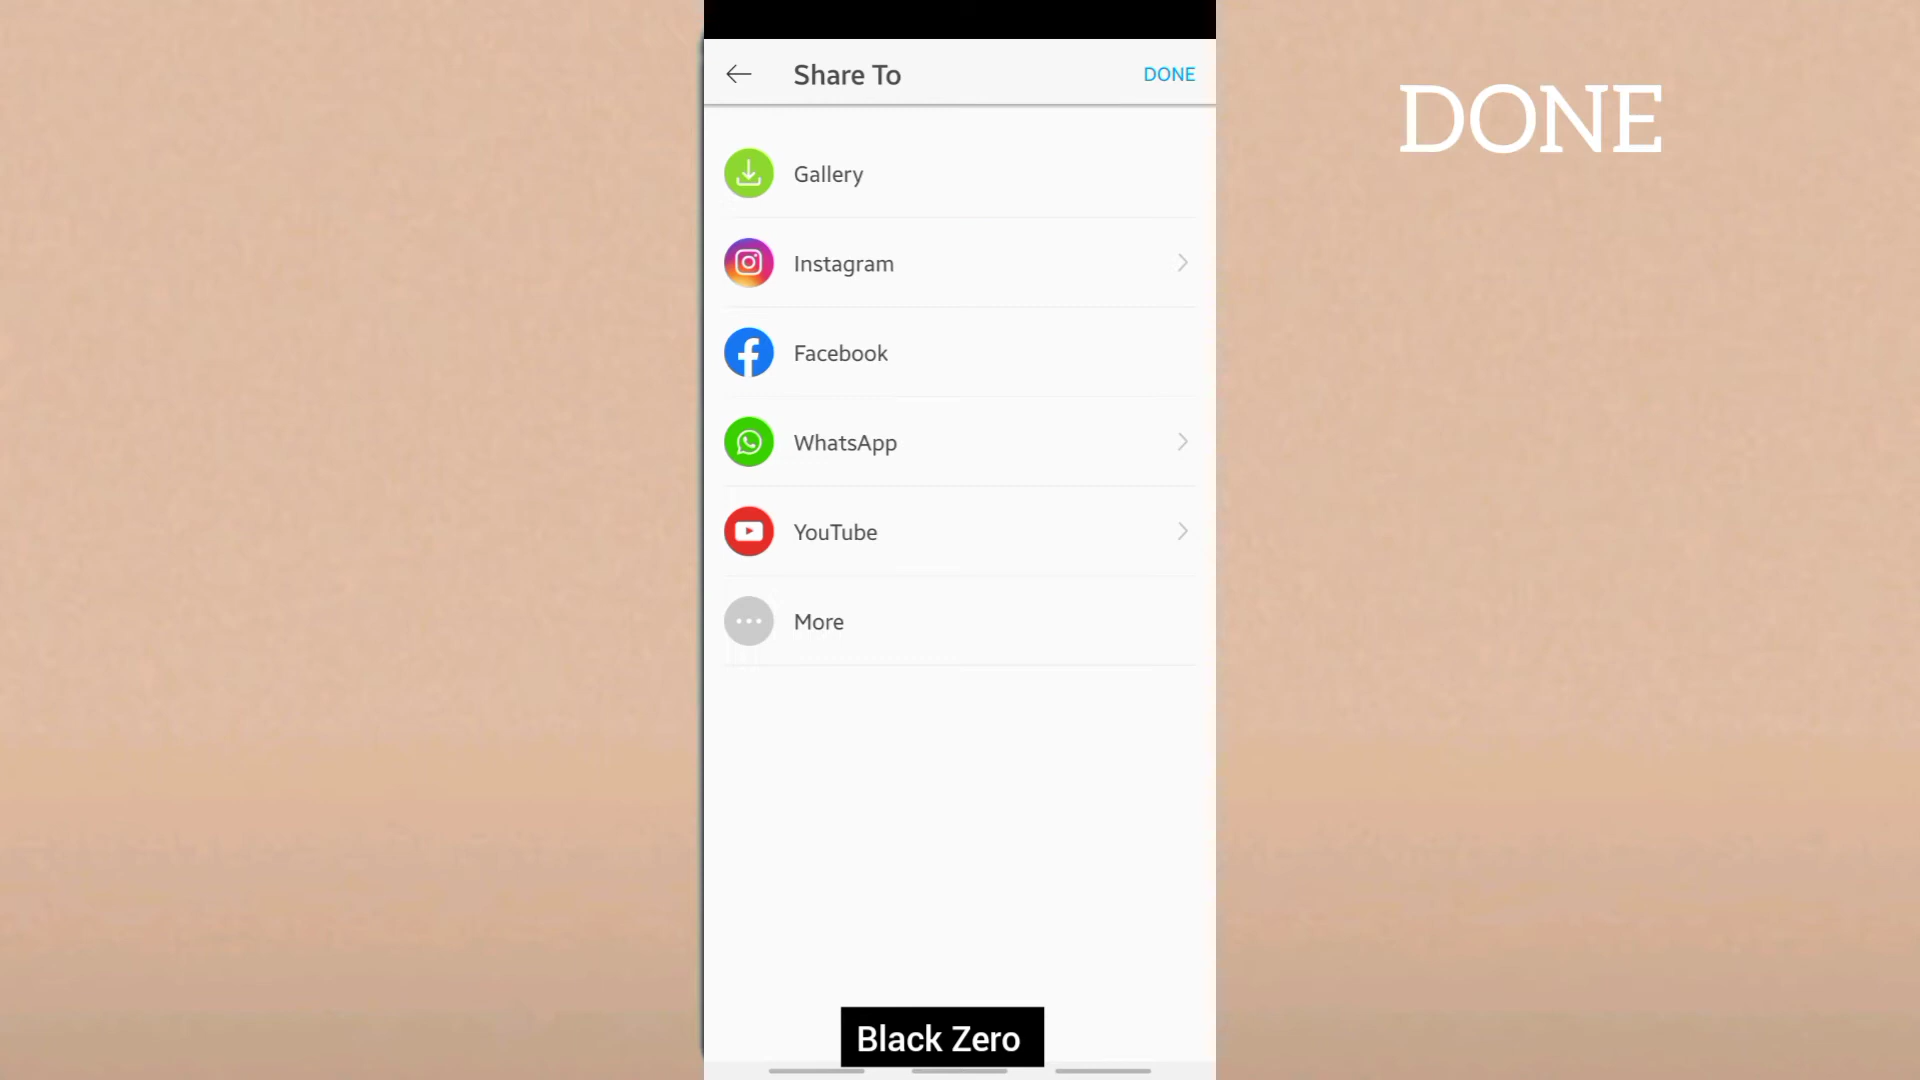 Share To
DONE
DONE
Gallery
Instagram
Facebook
WhatsApp
YouTube
More
Black Zero